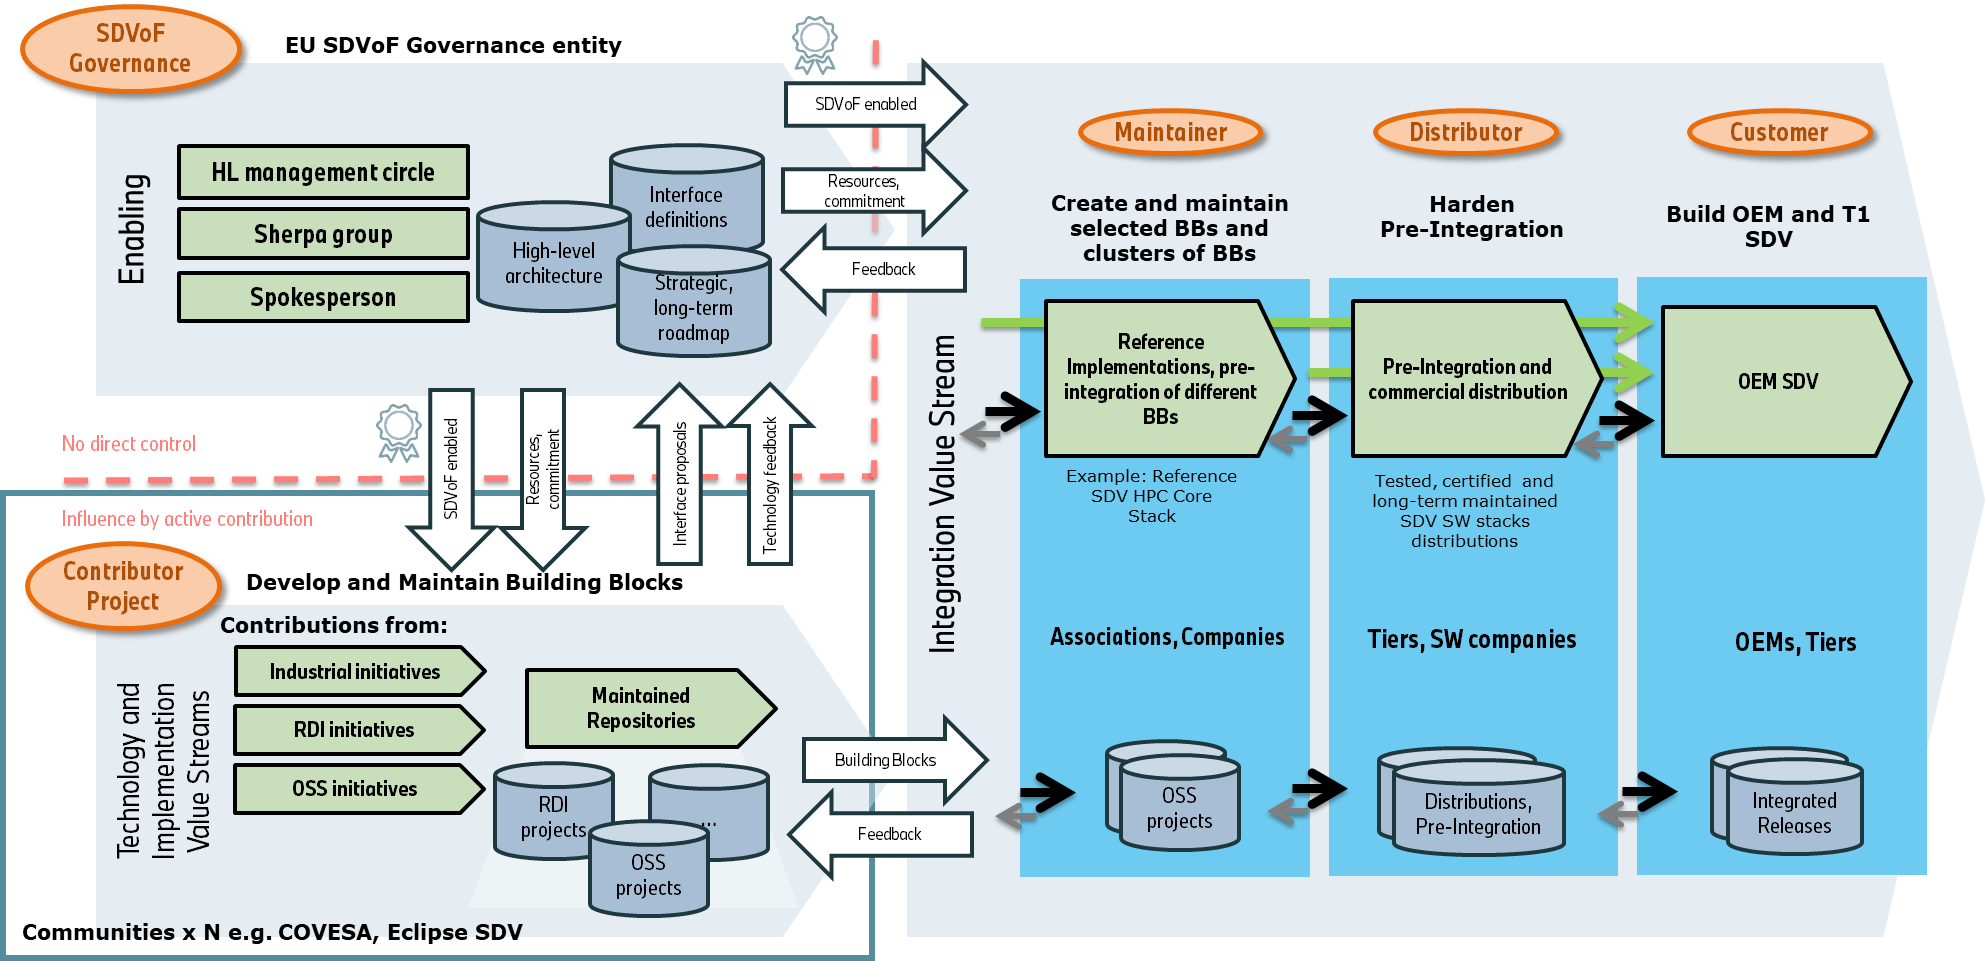 SDVoF
Governance
EU SDVoF Governance entity
Enabling
HL management circle
Sherpa group
Spokesperson
Interface
definitions
High-level
architecture
Strategic,
long-term
roadmap
SDVoF enabled
Resources,
commitment
Feedback
No direct control
Influence by active contribution
SDVoF enabled
Resources,
commitment
Interface proposals
Technology feedback
Contributor
Project
Develop and Maintain Building Blocks
Contributions from:
Technology and
Implementation
Value Streams
Industrial initiatives
RDI initiatives
OSS initiatives
Maintained
Repositories
RDI
projects
...
OSS
projects
Communities x N e.g. COVESA, Eclipse SDV
Building Blocks
Feedback
Integration Value Stream
Maintainer
Create and maintain
selected BBs and
clusters of BBs
Reference
Implementations, pre-
integration of different
BBs
Example: Reference
SDV HPC Core
Stack
Associations, Companies
OSS
projects
Distributor
Harden
Pre-Integration
Pre-Integration and
commercial distribution
Tested, certified and
long-term maintained
SDV SW stacks
distributions
Tiers, SW companies
Distributions,
Pre-Integration
Customer
Build OEM and T1
SDV
OEM SDV
OEMs, Tiers
Integrated
Releases